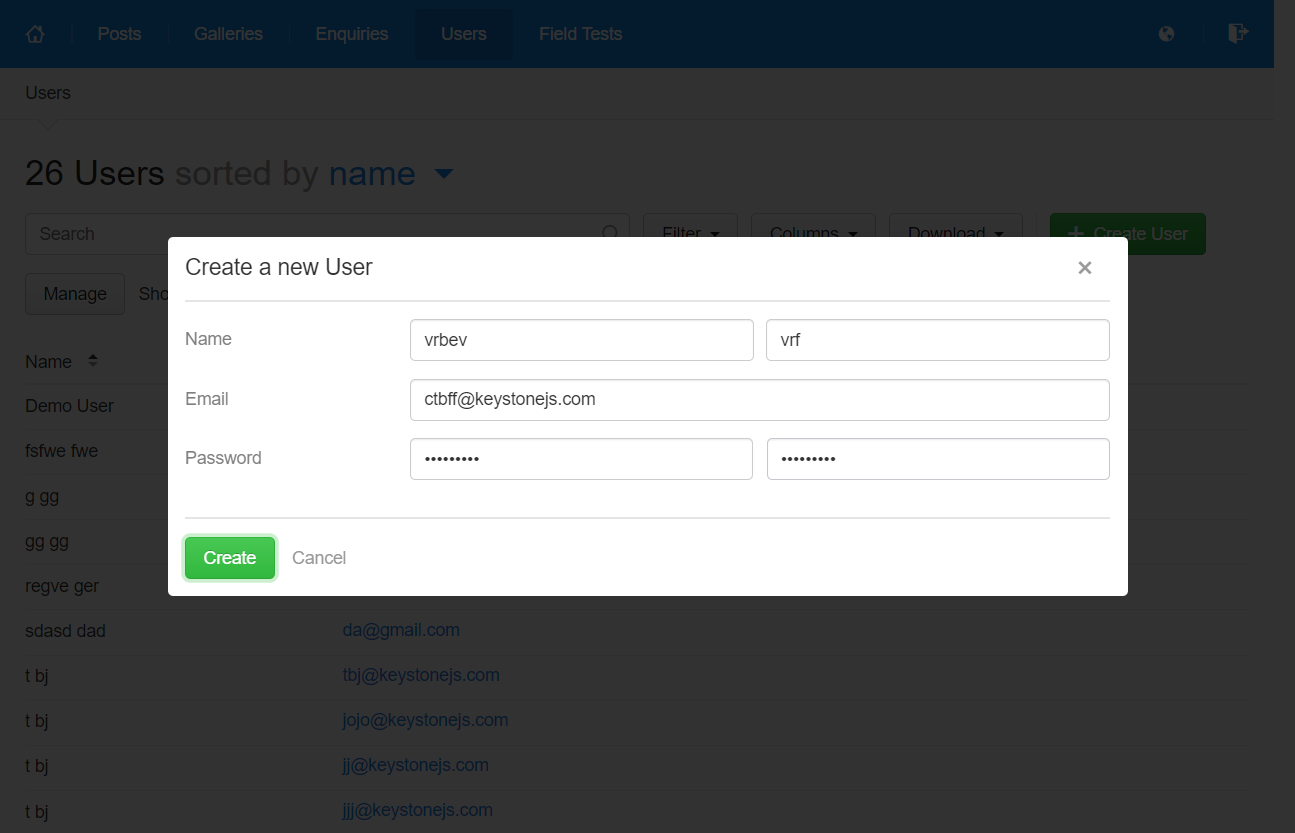 Posts Galleries Enquiries Users Field Tests
Users
26 Users sorted by name
Search Filter Columns Download + Create User
Manage Sho
Create a new User ×
Name vrbev vrf
Email ctbff@keystonejs.com
Password ••••••••• •••••••••
Create Cancel
Name
Demo User
fsfwe fwe
g gg
gg gg
regve ger
sdasd dad da@gmail.com
t bj tbj@keystonejs.com
t bj jojo@keystonejs.com
t bj jj@keystonejs.com
t bj jjj@keystonejs.com